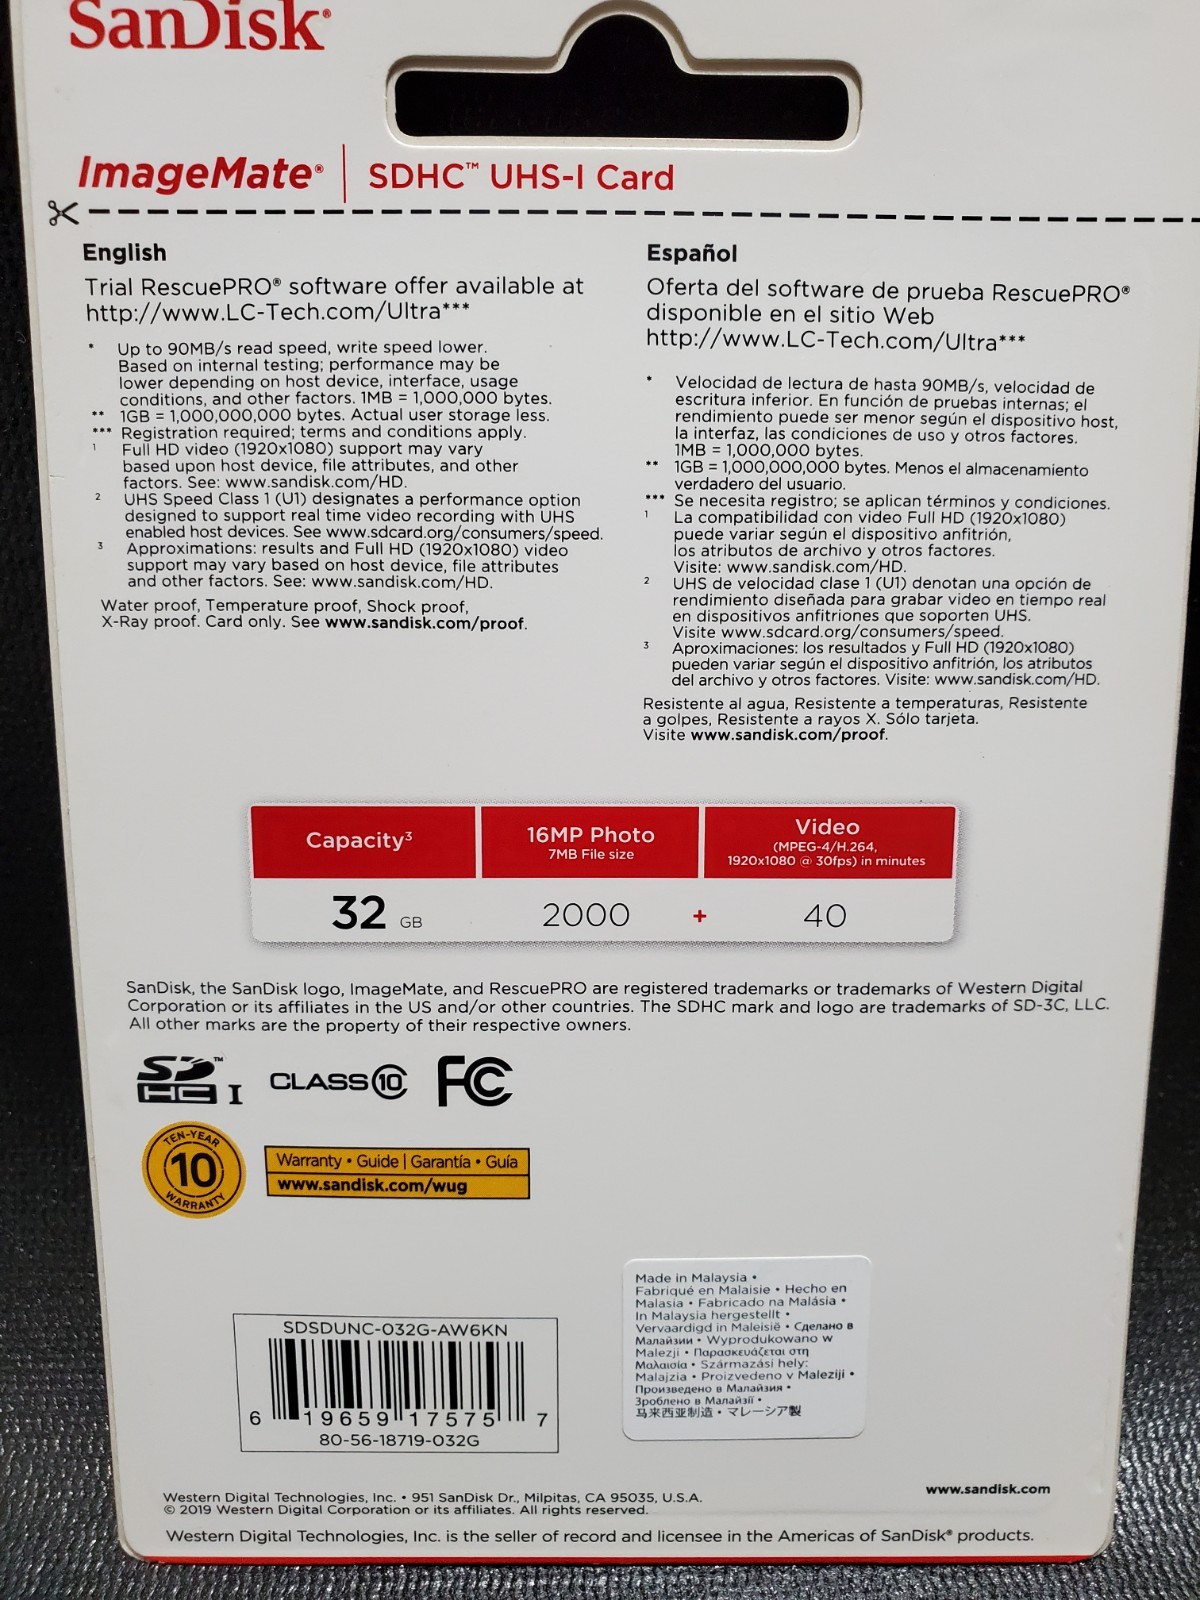 SanDisk®
ImageMate® | SDHC™ UHS-I Card
English
Trial RescuePRO® software offer available at
http://www.LC-Tech.com/Ultra***
* Up to 90MB/s read speed, write speed lower.
Based on internal testing; performance may be
lower depending on host device, interface, usage
conditions, and other factors. 1MB = 1,000,000 bytes.
** 1GB = 1,000,000,000 bytes. Actual user storage less.
*** Registration required; terms and conditions apply.
1 Full HD video (1920x1080) support may vary
based upon host device, file attributes, and other
factors. See: www.sandisk.com/HD.
2 UHS Speed Class 1 (U1) designates a performance option
designed to support real time video recording with UHS
enabled host devices. See www.sdcard.org/consumers/speed.
3 Approximations: results and Full HD (1920x1080) video
support may vary based on host device, file attributes
and other factors. See: www.sandisk.com/HD.
Water proof, Temperature proof, Shock proof,
X-Ray proof. Card only. See www.sandisk.com/proof.
Español
Oferta del software de prueba RescuePRO®
disponible en el sitio Web
http://www.LC-Tech.com/Ultra***
* Velocidad de lectura de hasta 90MB/s, velocidad de
escritura inferior. En función de pruebas internas; el
rendimiento puede ser menor según el dispositivo host,
la interfaz, las condiciones de uso y otros factores.
1MB = 1,000,000 bytes.
** 1GB = 1,000,000,000 bytes. Menos el almacenamiento
verdadero del usuario.
*** Se necesita registro; se aplican términos y condiciones.
1 La compatibilidad con video Full HD (1920x1080)
puede variar según el dispositivo anfitrión,
los atributos de archivo y otros factores.
Visite: www.sandisk.com/HD.
2 UHS de velocidad clase 1 (U1) denotan una opción de
rendimiento diseñada para grabar video en tiempo real
en dispositivos anfitriones que soporten UHS.
Visite www.sdcard.org/consumers/speed.
3 Aproximaciones: los resultados y Full HD (1920x1080)
pueden variar según el dispositivo anfitrión, los atributos
del archivo y otros factores. Visite: www.sandisk.com/HD.
Resistente al agua, Resistente a temperaturas, Resistente
a golpes, Resistente a rayos X. Sólo tarjeta.
Visite www.sandisk.com/proof.
Capacity3
16MP Photo
7MB File size
Video
(MPEG-4/H.264,
1920x1080 @ 30fps) in minutes
32 GB 2000 + 40
SanDisk, the SanDisk logo, ImageMate, and RescuePRO are registered trademarks or trademarks of Western Digital
Corporation or its affiliates in the US and/or other countries. The SDHC mark and logo are trademarks of SD-3C, LLC.
All other marks are the property of their respective owners.
SD HC I™ CLASS 10 FC
TEN-YEAR
10
WARRANTY
Warranty • Guide | Garantía • Guía
www.sandisk.com/wug
Made in Malaysia •
Fabriqué en Malaisie • Hecho en
Malasia • Fabricado na Malásia •
In Malaysia hergestellt •
Vervaardigd in Maleisië • Сделано в
Малайзии • Wyprodukowano w
Malezji • Παρασκευάζεται στη
Μαλαισία • Származási hely:
Malajzia • Proizvedeno v Maleziji •
Произведено в Малайзия •
Зроблено в Малайзії •
马来西亚制造 • マレーシア製
SDSDUNC-032G-AW6KN
6 19659 17575 7
80-56-18719-032G
www.sandisk.com
Western Digital Technologies, Inc. • 951 SanDisk Dr., Milpitas, CA 95035, U.S.A.
© 2019 Western Digital Corporation or its affiliates. All rights reserved.
Western Digital Technologies, Inc. is the seller of record and licensee in the Americas of SanDisk® products.